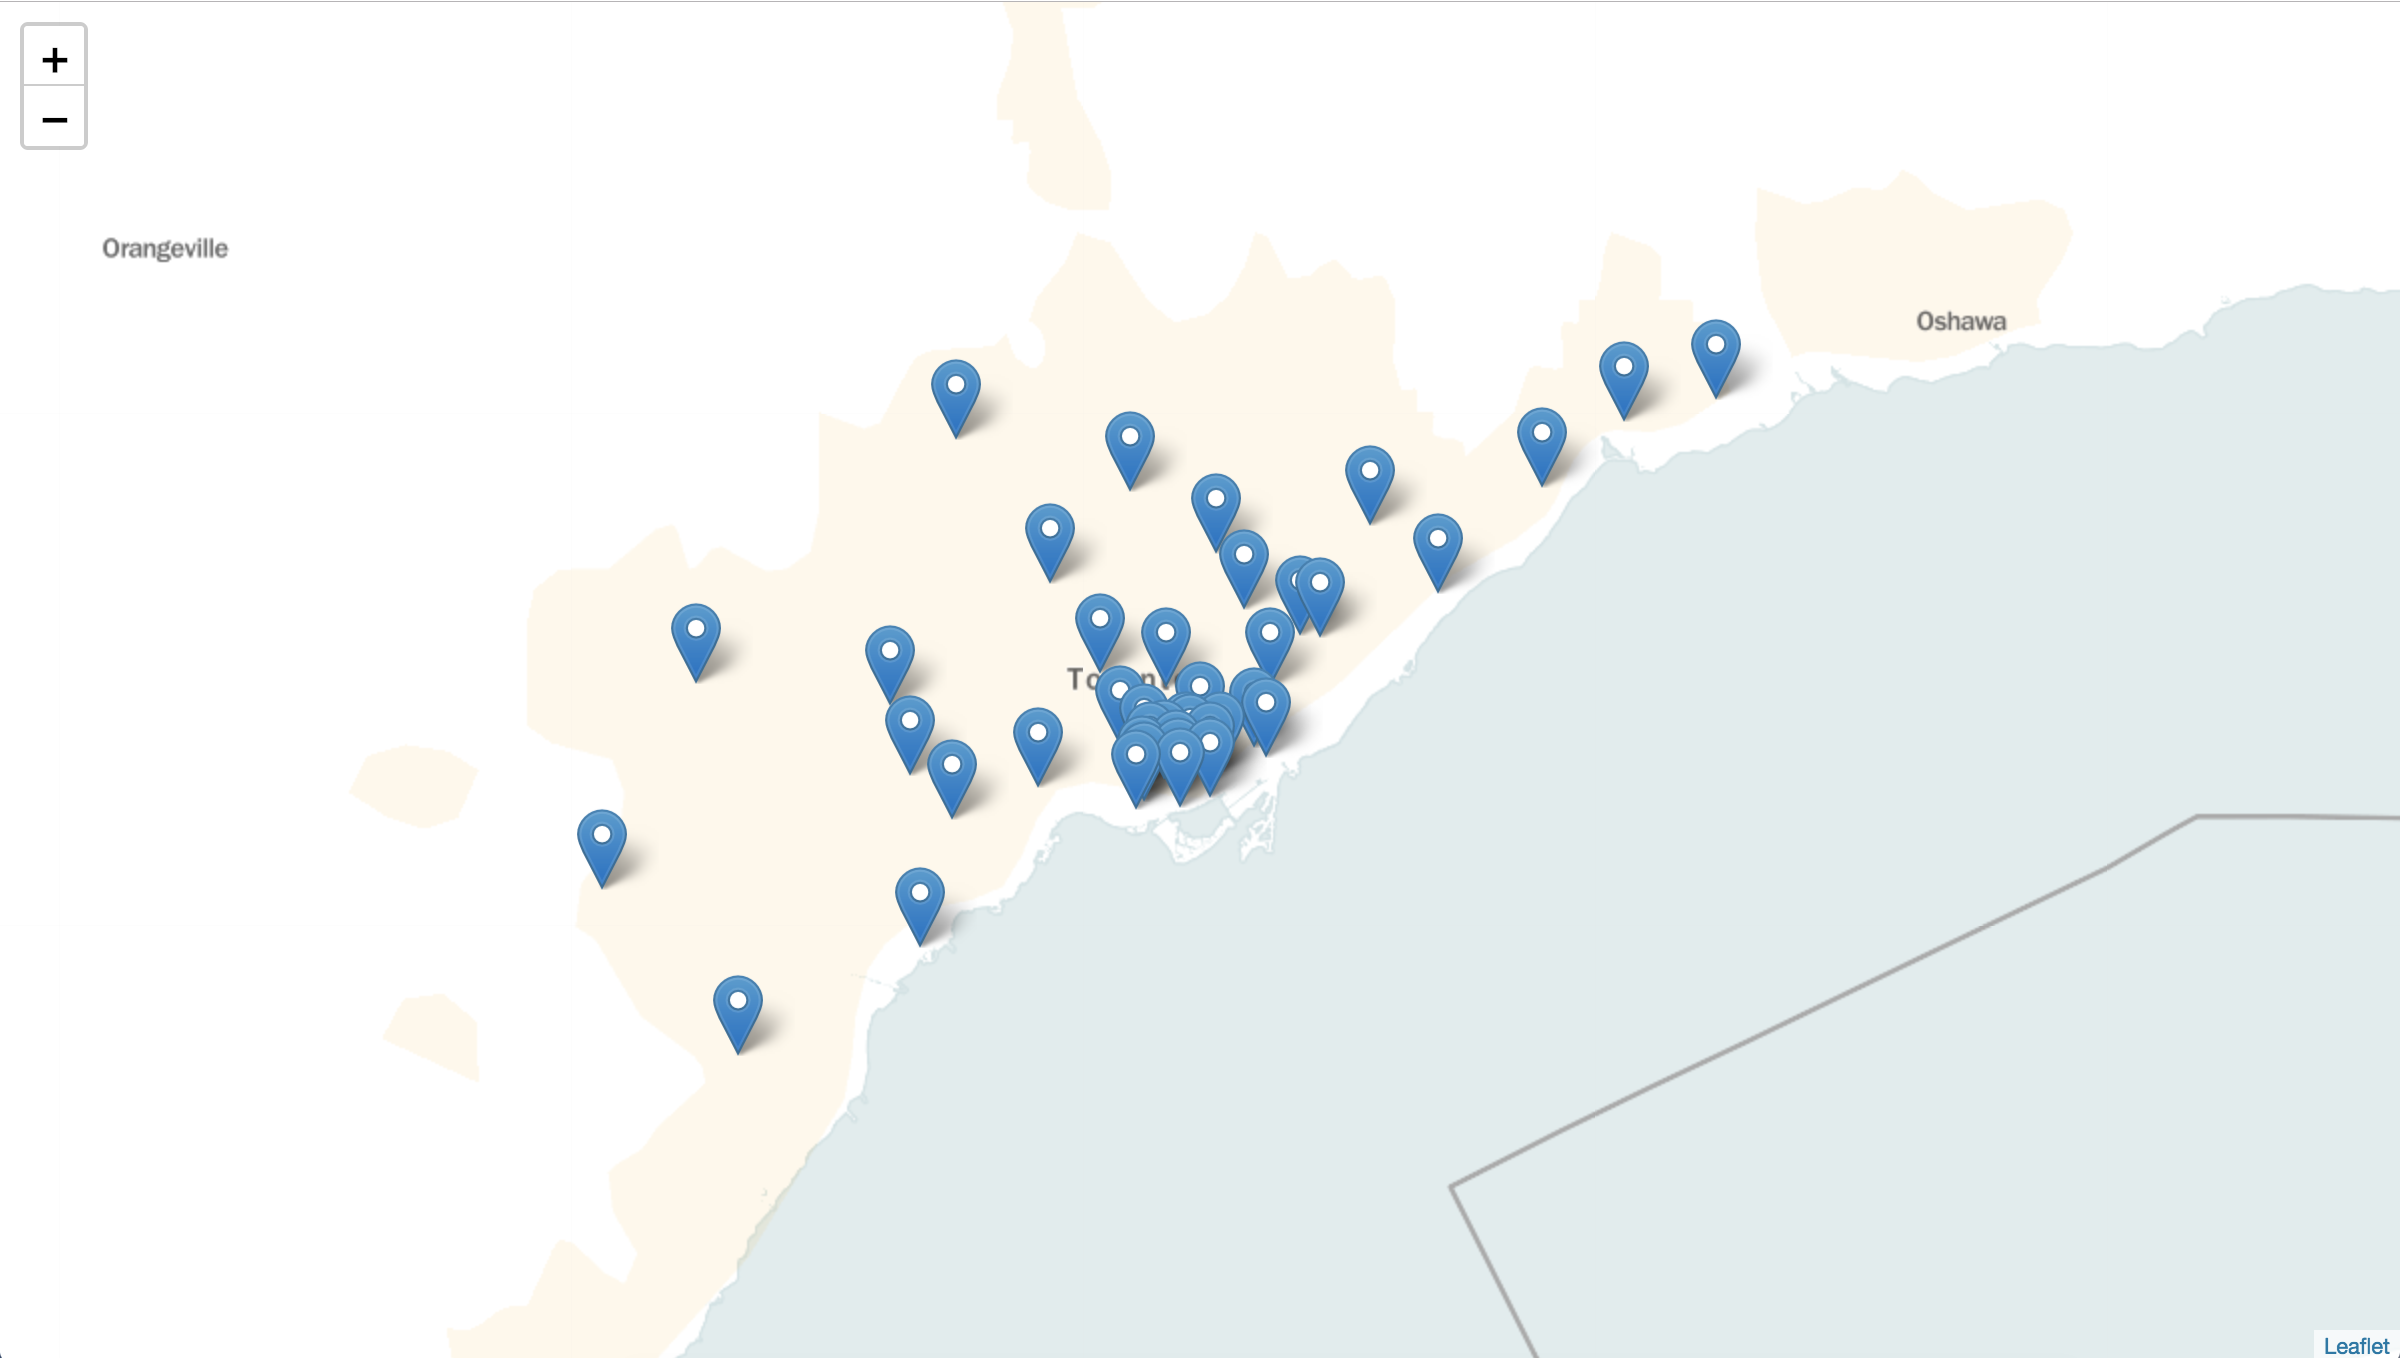 +
−
Orangeville
Oshawa
Leaflet